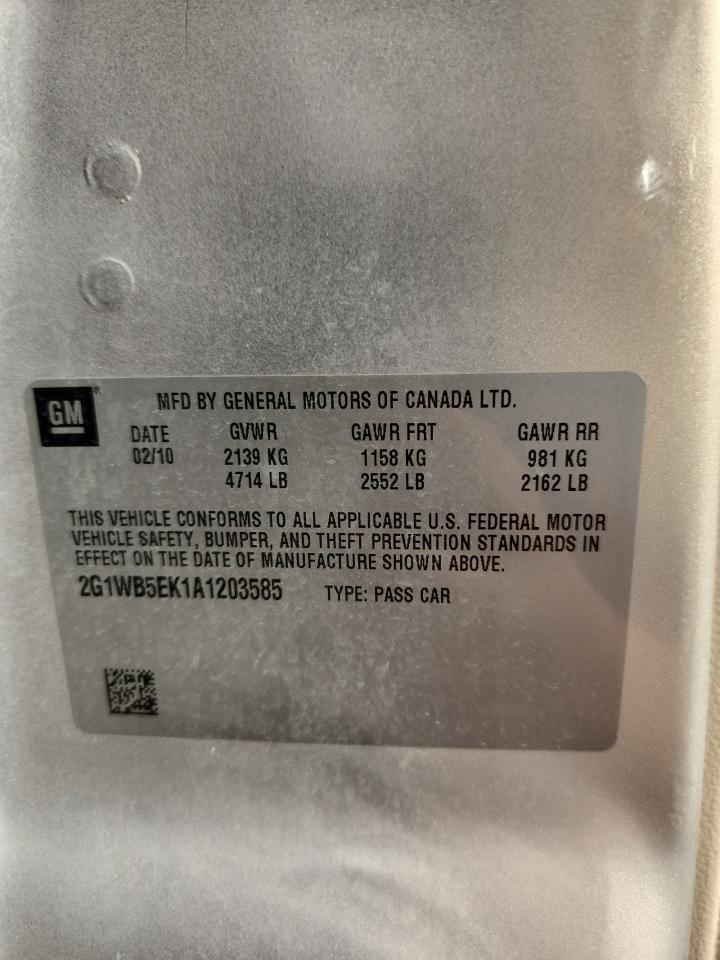 GM®
MFD BY GENERAL MOTORS OF CANADA LTD.
DATE GVWR GAWR FRT GAWR RR
02/10 2139 KG 1158 KG 981 KG
4714 LB 2552 LB 2162 LB
THIS VEHICLE CONFORMS TO ALL APPLICABLE U.S. FEDERAL MOTOR
VEHICLE SAFETY, BUMPER, AND THEFT PREVENTION STANDARDS IN
EFFECT ON THE DATE OF MANUFACTURE SHOWN ABOVE.
2G1WB5EK1A1203585 TYPE: PASS CAR